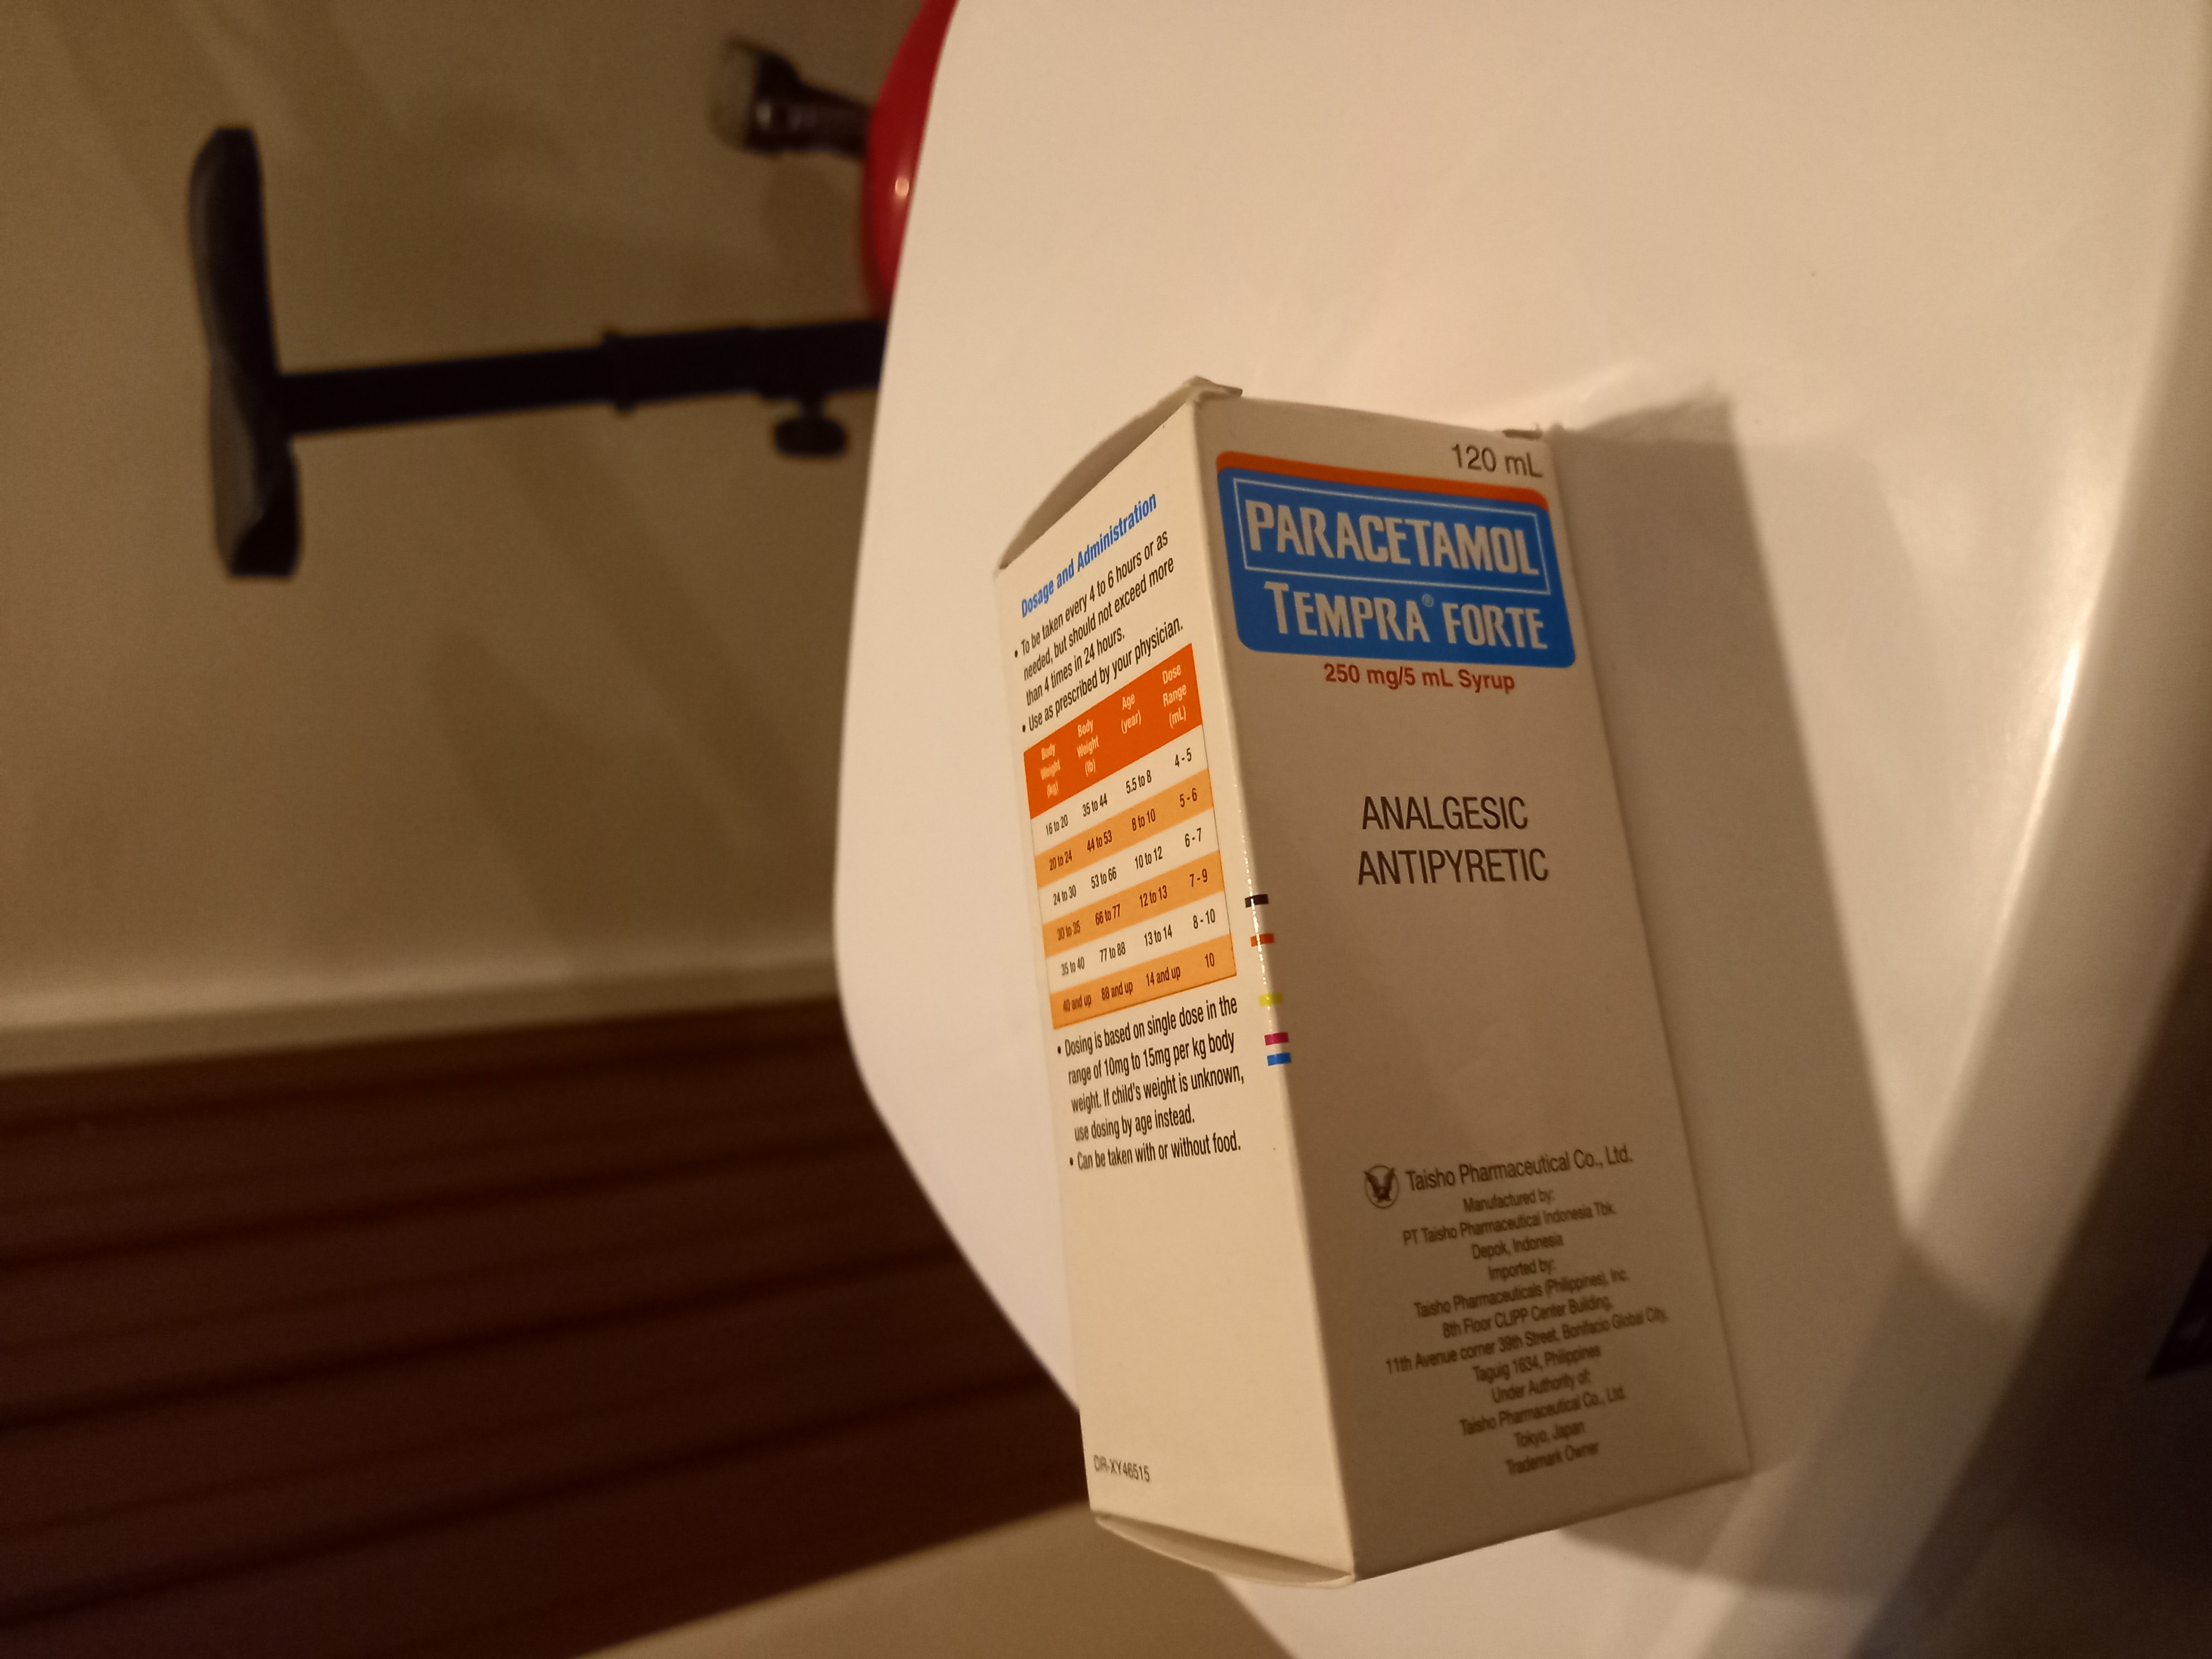 Dosage and Administration
• To be taken every 4 to 6 hours or as
needed, but should not exceed more
than 4 times in 24 hours.
• Use as prescribed by your physician.
Body Weight (kg) Body Weight (lb) Age (year) Dose Range (mL)
16 to 20 35 to 44 5.5 to 8 4 - 5
20 to 24 44 to 53 8 to 10 5 - 6
24 to 30 53 to 66 10 to 12 6 - 7
30 to 35 66 to 77 12 to 13 7 - 9
35 to 40 77 to 88 13 to 14 8 - 10
40 and up 88 and up 14 and up 10
• Dosing is based on single dose in the
range of 10mg to 15mg per kg body
weight. If child's weight is unknown,
use dosing by age instead.
• Can be taken with or without food.
DR-XY46515
120 mL
PARACETAMOL
TEMPRA® FORTE
250 mg/5 mL Syrup
ANALGESIC
ANTIPYRETIC
Taisho Pharmaceutical Co., Ltd.
Manufactured by:
PT Taisho Pharmaceutical Indonesia Tbk.
Depok, Indonesia
Imported by:
Taisho Pharmaceuticals (Philippines), Inc.
8th Floor CLIPP Center Building,
11th Avenue corner 39th Street, Bonifacio Global City,
Taguig 1634, Philippines
Under Authority of:
Taisho Pharmaceutical Co., Ltd.
Tokyo, Japan
Trademark Owner